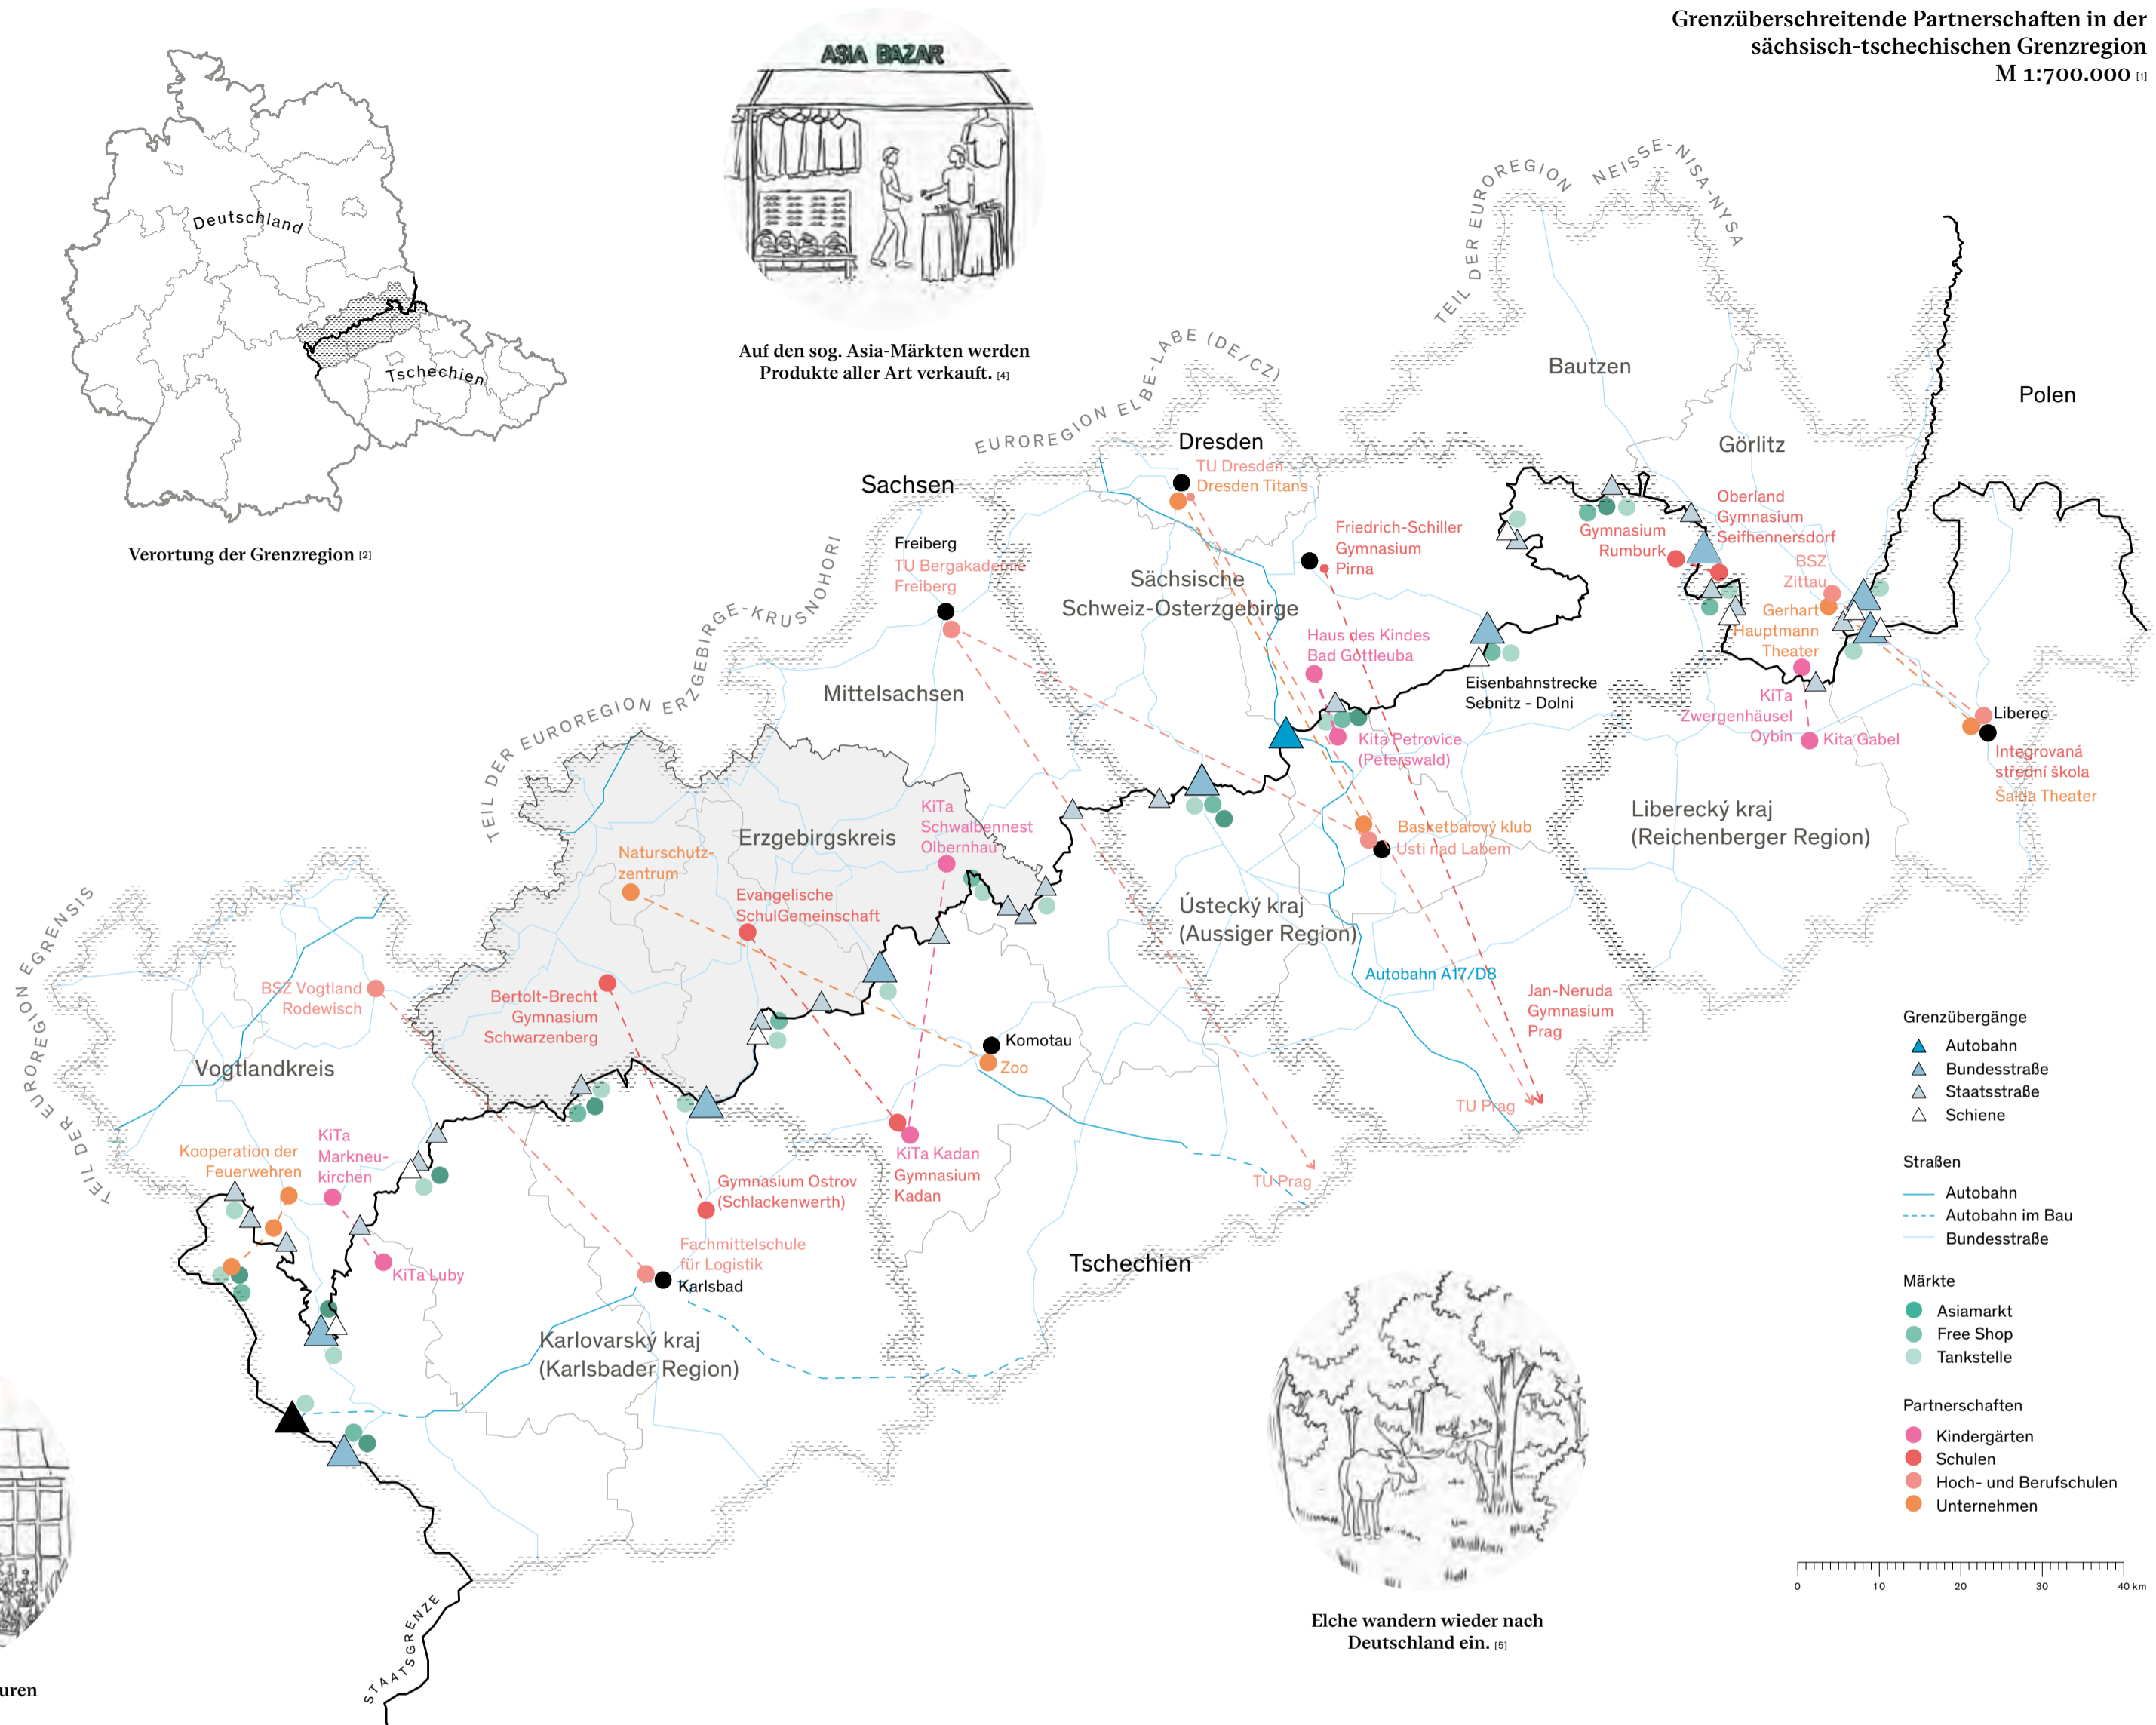 Grenzüberschreitende Partnerschaften in der
sächsisch-tschechischen Grenzregion
M 1:700.000 [1]
Deutschland
Tschechien
Verortung der Grenzregion [2]
ASIA BAZAR
Auf den sog. Asia-Märkten werden
Produkte aller Art verkauft. [4]
TEIL DER EUROREGION NEISSE-NISA-NYSA
EUROREGION ELBE-LABE (DE/CZ)
TEIL DER EUROREGION ERZGEBIRGE-KRUSNOHORI
TEIL DER EUROREGION EGRENSIS
Bautzen
Polen
Görlitz
Dresden
TU Dresden
Dresden Titans
Sachsen
Freiberg
TU Bergakademie
Freiberg
Friedrich-Schiller
Gymnasium
Pirna
Gymnasium
Rumburk
Oberland
Gymnasium
Seifhennersdorf
BSZ
Zittau
Gerhart
Hauptmann
Theater
Sächsische
Schweiz-Osterzgebirge
Haus des Kindes
Bad Gottleuba
Eisenbahnstrecke
Sebnitz - Dolni
KiTa
Zwergenhäusel
Oybin
Kita Gabel
Liberec
Integrovaná
střední škola
Šalda Theater
Mittelsachsen
Kita Petrovice
(Peterswald)
Erzgebirgskreis
KiTa
Schwalbennest
Olbernhau
Basketbalový klub
Usti nad Labem
Liberecký kraj
(Reichenberger Region)
Naturschutz-
zentrum
Evangelische
SchulGemeinschaft
Ústecký kraj
(Aussiger Region)
Autobahn A17/D8
BSZ Vogtland
Rodewisch
Bertolt-Brecht
Gymnasium
Schwarzenberg
Jan-Neruda
Gymnasium
Prag
Vogtlandkreis
Komotau
Zoo
TU Prag
Kooperation der
Feuerwehren
KiTa
Markneu-
kirchen
KiTa Kadan
Gymnasium
Kadan
TU Prag
Gymnasium Ostrov
(Schlackenwerth)
KiTa Luby
Fachmittelschule
für Logistik
Karlsbad
Tschechien
Karlovarský kraj
(Karlsbader Region)
STAATSGRENZE
Elche wandern wieder nach
Deutschland ein. [5]
uren
Grenzübergänge
Autobahn
Bundesstraße
Staatsstraße
Schiene
Straßen
Autobahn
Autobahn im Bau
Bundesstraße
Märkte
Asiamarkt
Free Shop
Tankstelle
Partnerschaften
Kindergärten
Schulen
Hoch- und Berufschulen
Unternehmen
0 10 20 30 40 km